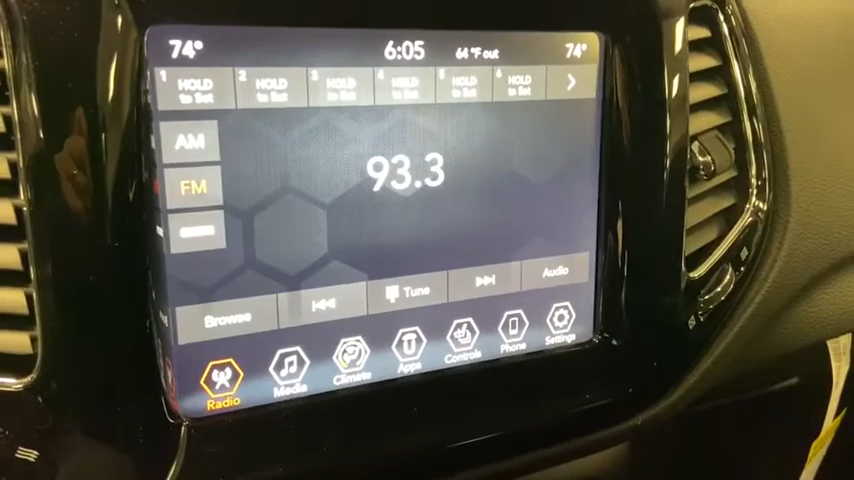 74° 6:05 64°F out 74°
1 HOLD to Set 2 HOLD to Set 3 HOLD to Set 4 HOLD to Set 5 HOLD to Set 6 HOLD to Set
AM
93.3
FM
Browse Tune Audio
Radio Media Climate Apps Controls Phone Settings